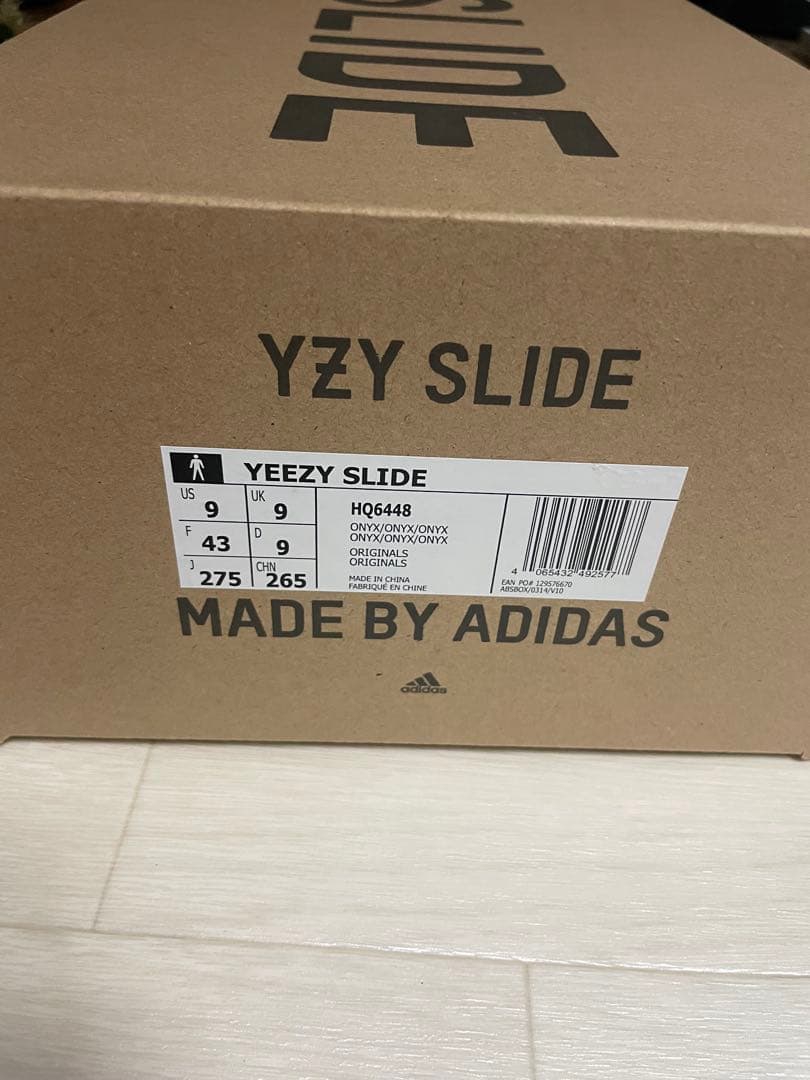 SLIDE
YZY SLIDE
YEEZY SLIDE
US 9 UK 9
F 43 D 9
J 275 CHN 265
HQ6448
ONYX/ONYX/ONYX
ONYX/ONYX/ONYX
ORIGINALS
ORIGINALS
MADE IN CHINA
FABRIQUÉ EN CHINE
4 065432 492577
EAN PO# 129576670
ABSBOX/0314/V10
MADE BY ADIDAS
adidas